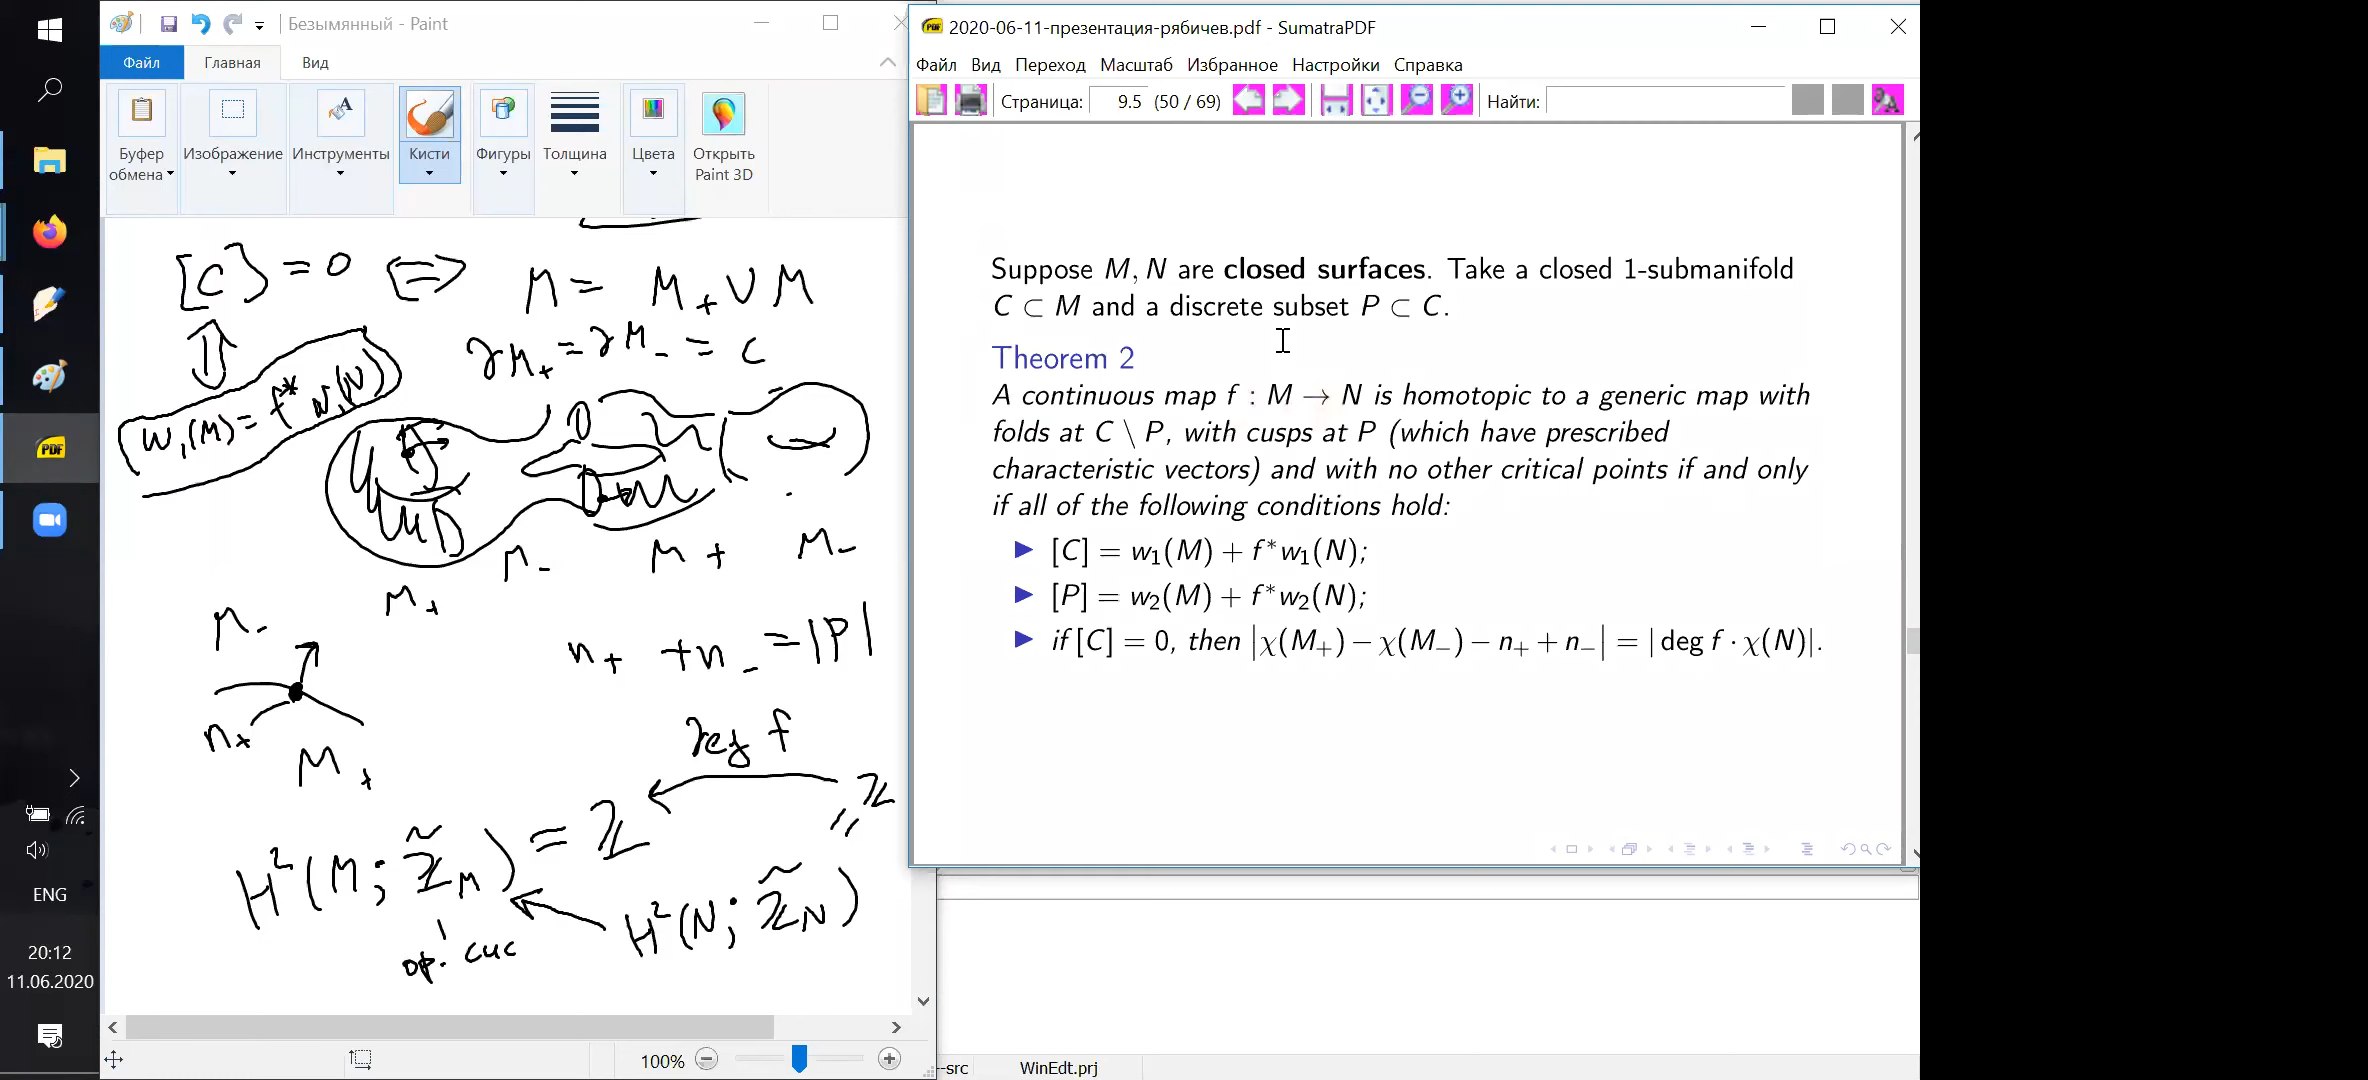 Безымянный - Paint
Файл Главная Вид
Буфер обмена
Изображение
Инструменты
Кисти
Фигуры
Толщина
Цвета
Открыть Paint 3D
[C] = 0 ⟺ M = M₊ ∪ M
∂M₊ = ∂M₋ = C
w₁(M) = f* w₁(N)
M₊ M₋ M₊ M₋
M₋
n₊ + n₋ = |P|
n₊
M₊
deg f
H²(M; Z̃_M) = ℤ ← ℤ
=
H²(N; Z̃_N)
ор. сис
100%
ENG
20:12
11.06.2020
2020-06-11-презентация-рябичев.pdf - SumatraPDF
Файл Вид Переход Масштаб Избранное Настройки Справка
Страница: 9.5 (50 / 69) Найти:
Suppose M, N are closed surfaces. Take a closed 1-submanifold
C ⊂ M and a discrete subset P ⊂ C.
Theorem 2
A continuous map f : M → N is homotopic to a generic map with
folds at C \ P, with cusps at P (which have prescribed
characteristic vectors) and with no other critical points if and only
if all of the following conditions hold:
▶ [C] = w₁(M) + f*w₁(N);
▶ [P] = w₂(M) + f*w₂(N);
▶ if [C] = 0, then |χ(M₊) − χ(M₋) − n₊ + n₋| = | deg f · χ(N)|.
--src WinEdt.prj